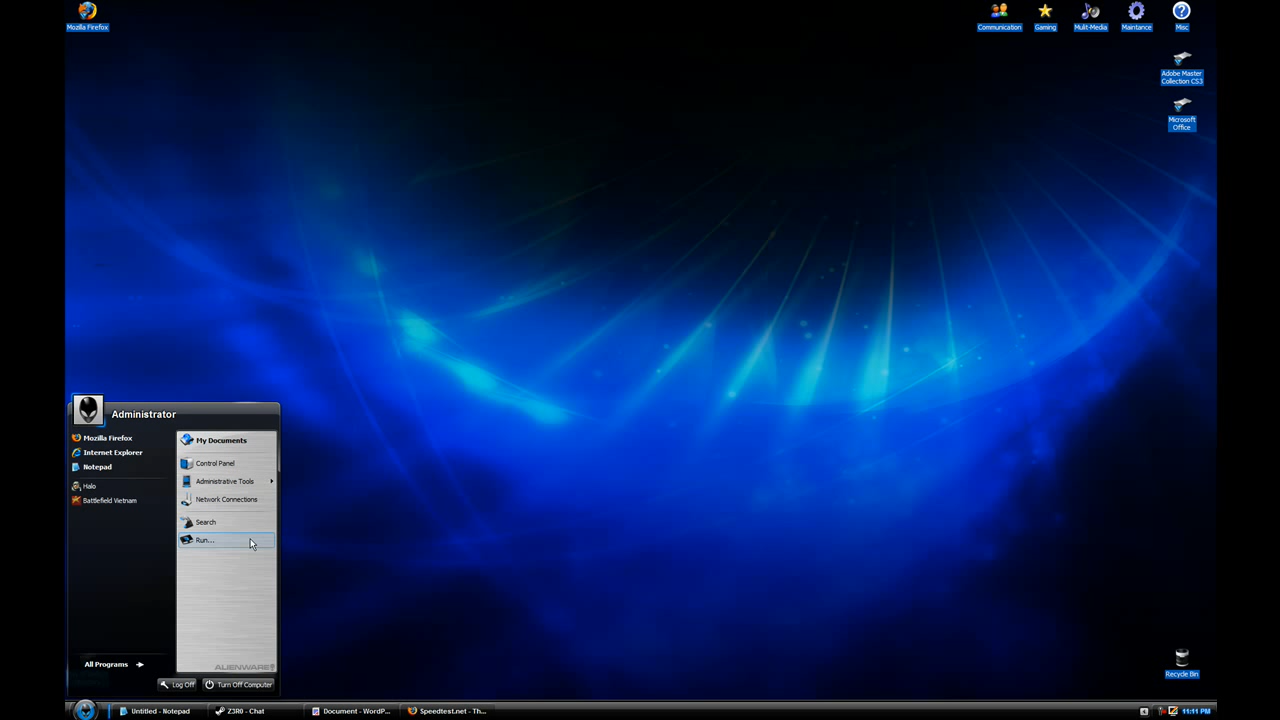 Mozilla Firefox
Communication
Gaming
Mulit-Media
Maintance
Misc
Adobe Master
Collection CS3
Microsoft
Office
Administrator
Mozilla Firefox
Internet Explorer
Notepad
Halo
Battlefield Vietnam
All Programs
My Documents
Control Panel
Administrative Tools
Network Connections
Search
Run...
ALIENWARE
Log Off
Turn Off Computer
Recycle Bin
Untitled - Notepad
Z3R0 - Chat
Document - WordP...
Speedtest.net - Th...
11:11 PM